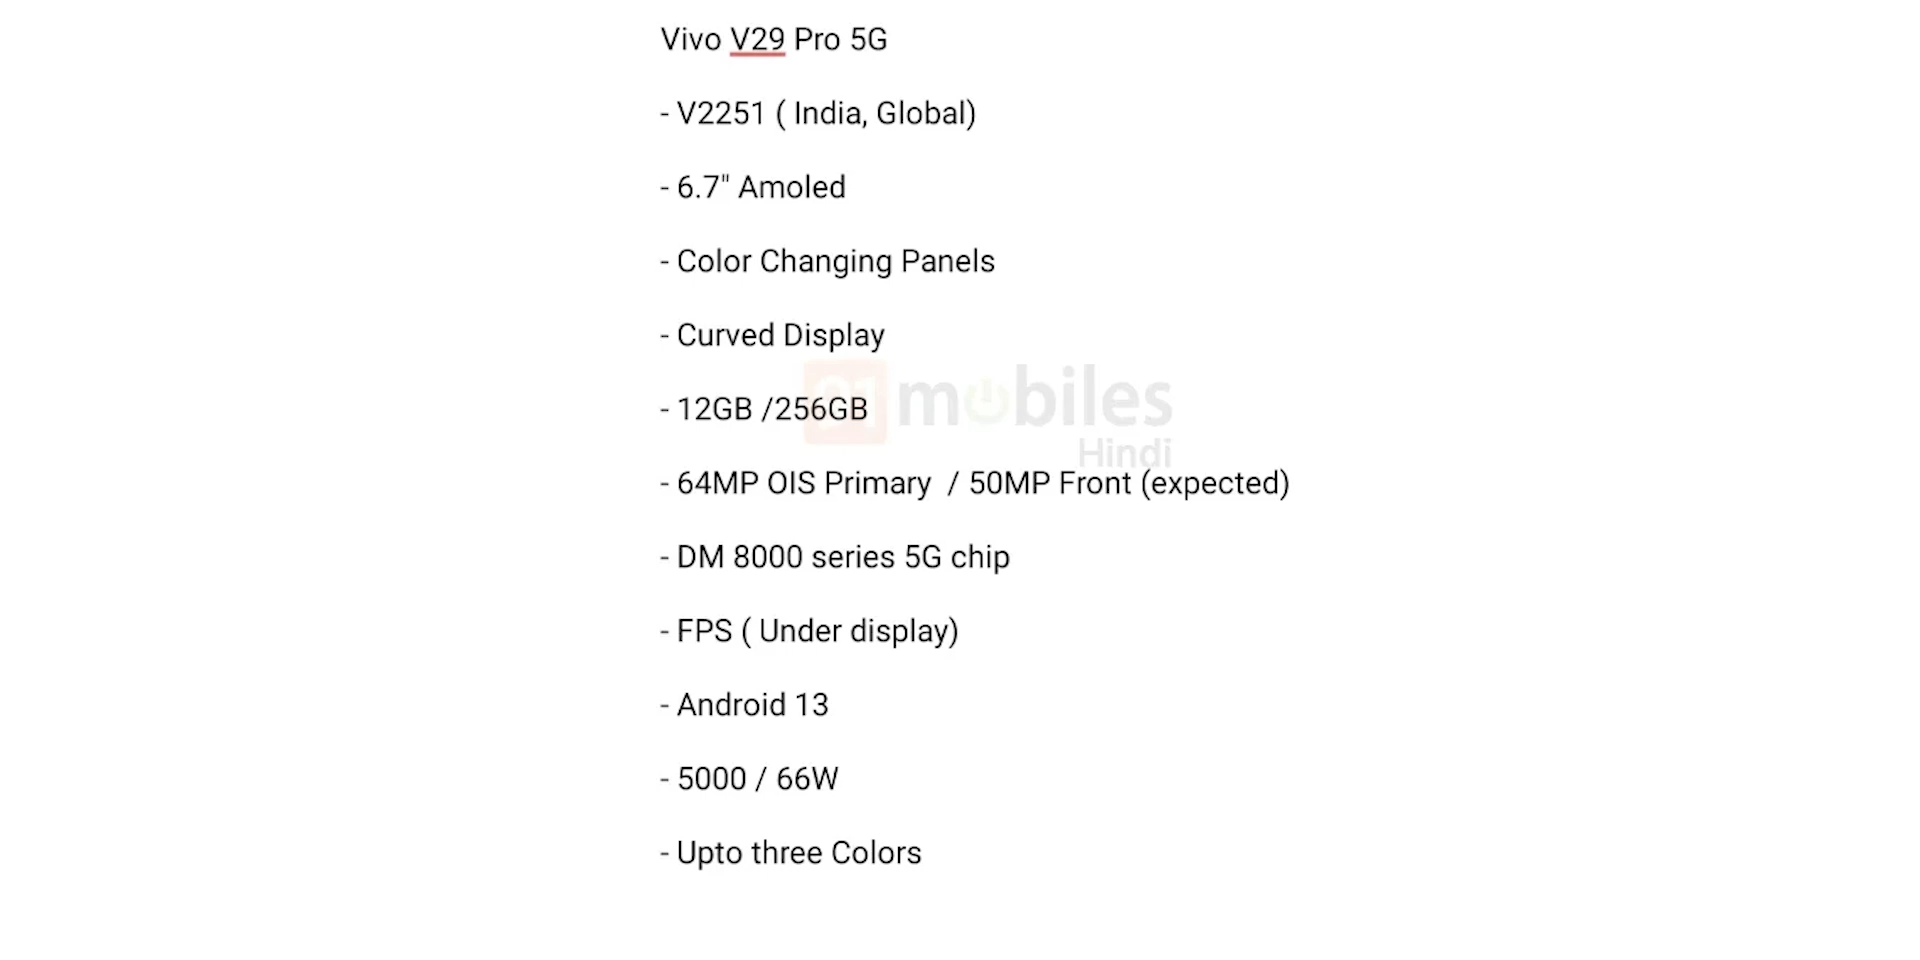 Vivo V29 Pro 5G
- V2251 ( India, Global)
- 6.7" Amoled
- Color Changing Panels
- Curved Display
- 12GB /256GB
91mobiles
Hindi
- 64MP OIS Primary  / 50MP Front (expected)
- DM 8000 series 5G chip
- FPS ( Under display)
- Android 13
- 5000 / 66W
- Upto three Colors